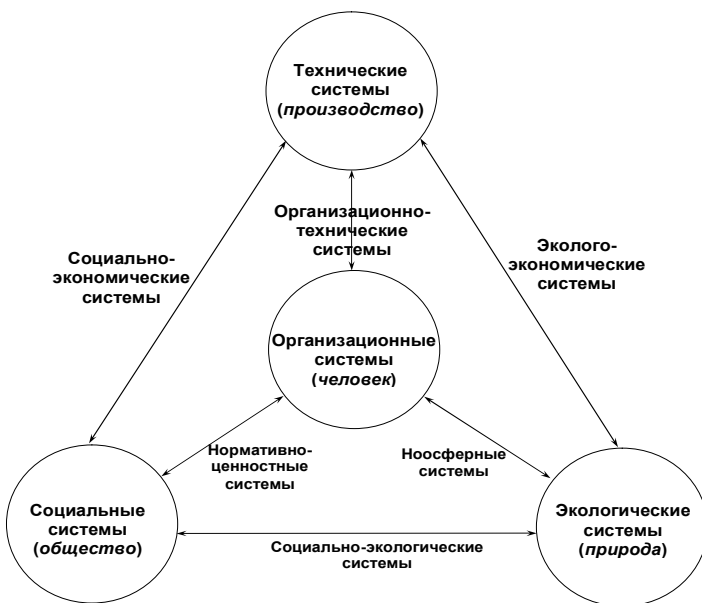 Технические
системы
(производство)
Организационно-
технические
системы
Социально-
экономические
системы
Эколого-
экономические
системы
Организационные
системы
(человек)
Нормативно-
ценностные
системы
Ноосферные
системы
Социальные
системы
(общество)
Экологические
системы
(природа)
Социально-экологические
системы